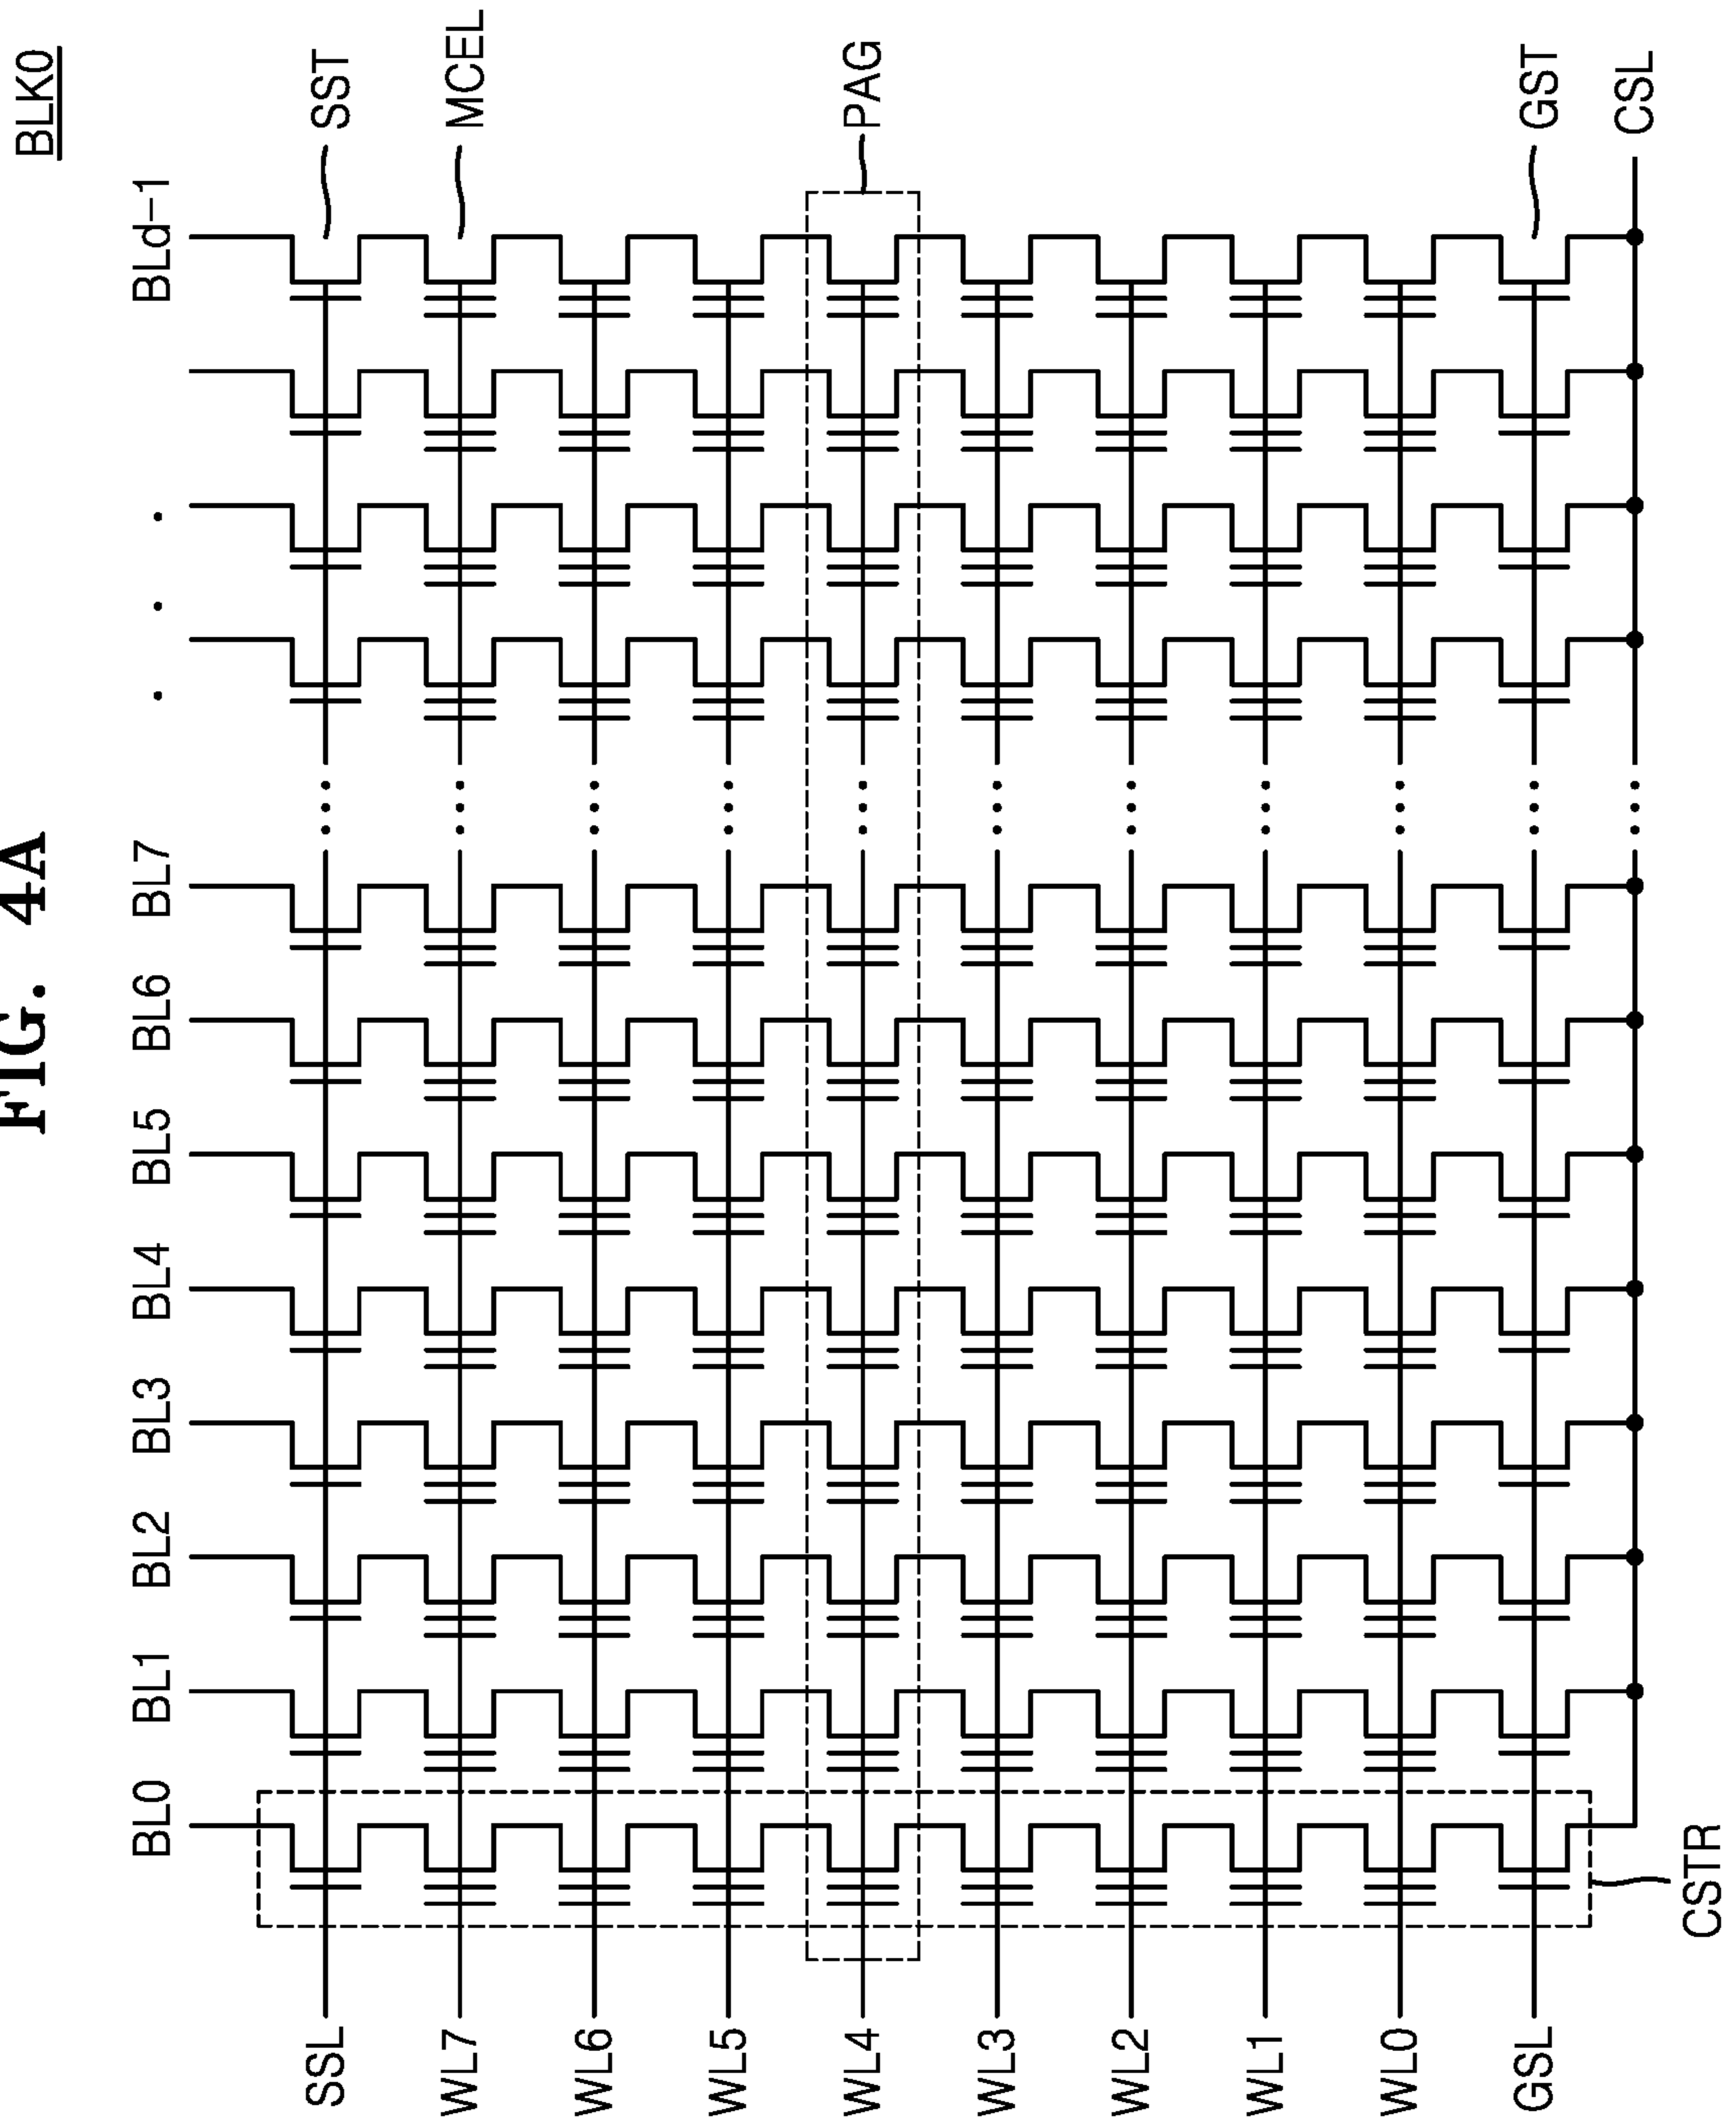 FIG. 4A
BLK0
BL0 BL1 BL2 BL3 BL4 BL5 BL6 BL7 . . . BLd-1
SSL ... SST
WL7 ... MCEL
WL6 ...
WL5 ...
WL4 ... PAG
WL3 ...
WL2 ...
WL1 ...
WL0 ...
GSL ... GST
... CSL
CSTR